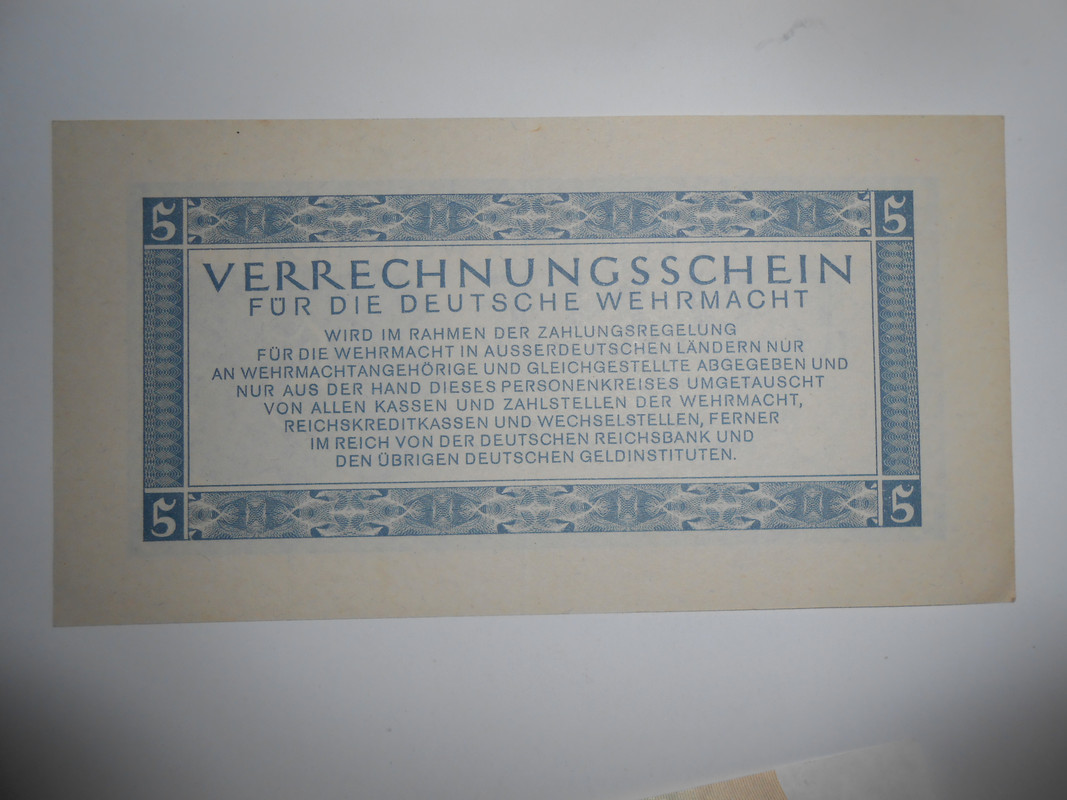 5 5
VERRECHNUNGSSCHEIN
FÜR DIE DEUTSCHE WEHRMACHT
WIRD IM RAHMEN DER ZAHLUNGSREGELUNG
FÜR DIE WEHRMACHT IN AUSSERDEUTSCHEN LÄNDERN NUR
AN WEHRMACHTANGEHÖRIGE UND GLEICHGESTELLTE ABGEGEBEN UND
NUR AUS DER HAND DIESES PERSONENKREISES UMGETAUSCHT
VON ALLEN KASSEN UND ZAHLSTELLEN DER WEHRMACHT,
REICHSKREDITKASSEN UND WECHSELSTELLEN, FERNER
IM REICH VON DER DEUTSCHEN REICHSBANK UND
DEN ÜBRIGEN DEUTSCHEN GELDINSTITUTEN.
5 5